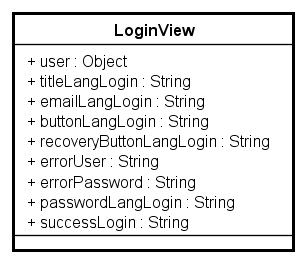 LoginView
+ user : Object
+ titleLangLogin : String
+ emailLangLogin : String
+ buttonLangLogin : String
+ recoveryButtonLangLogin : String
+ errorUser : String
+ errorPassword : String
+ passwordLangLogin : String
+ successLogin : String